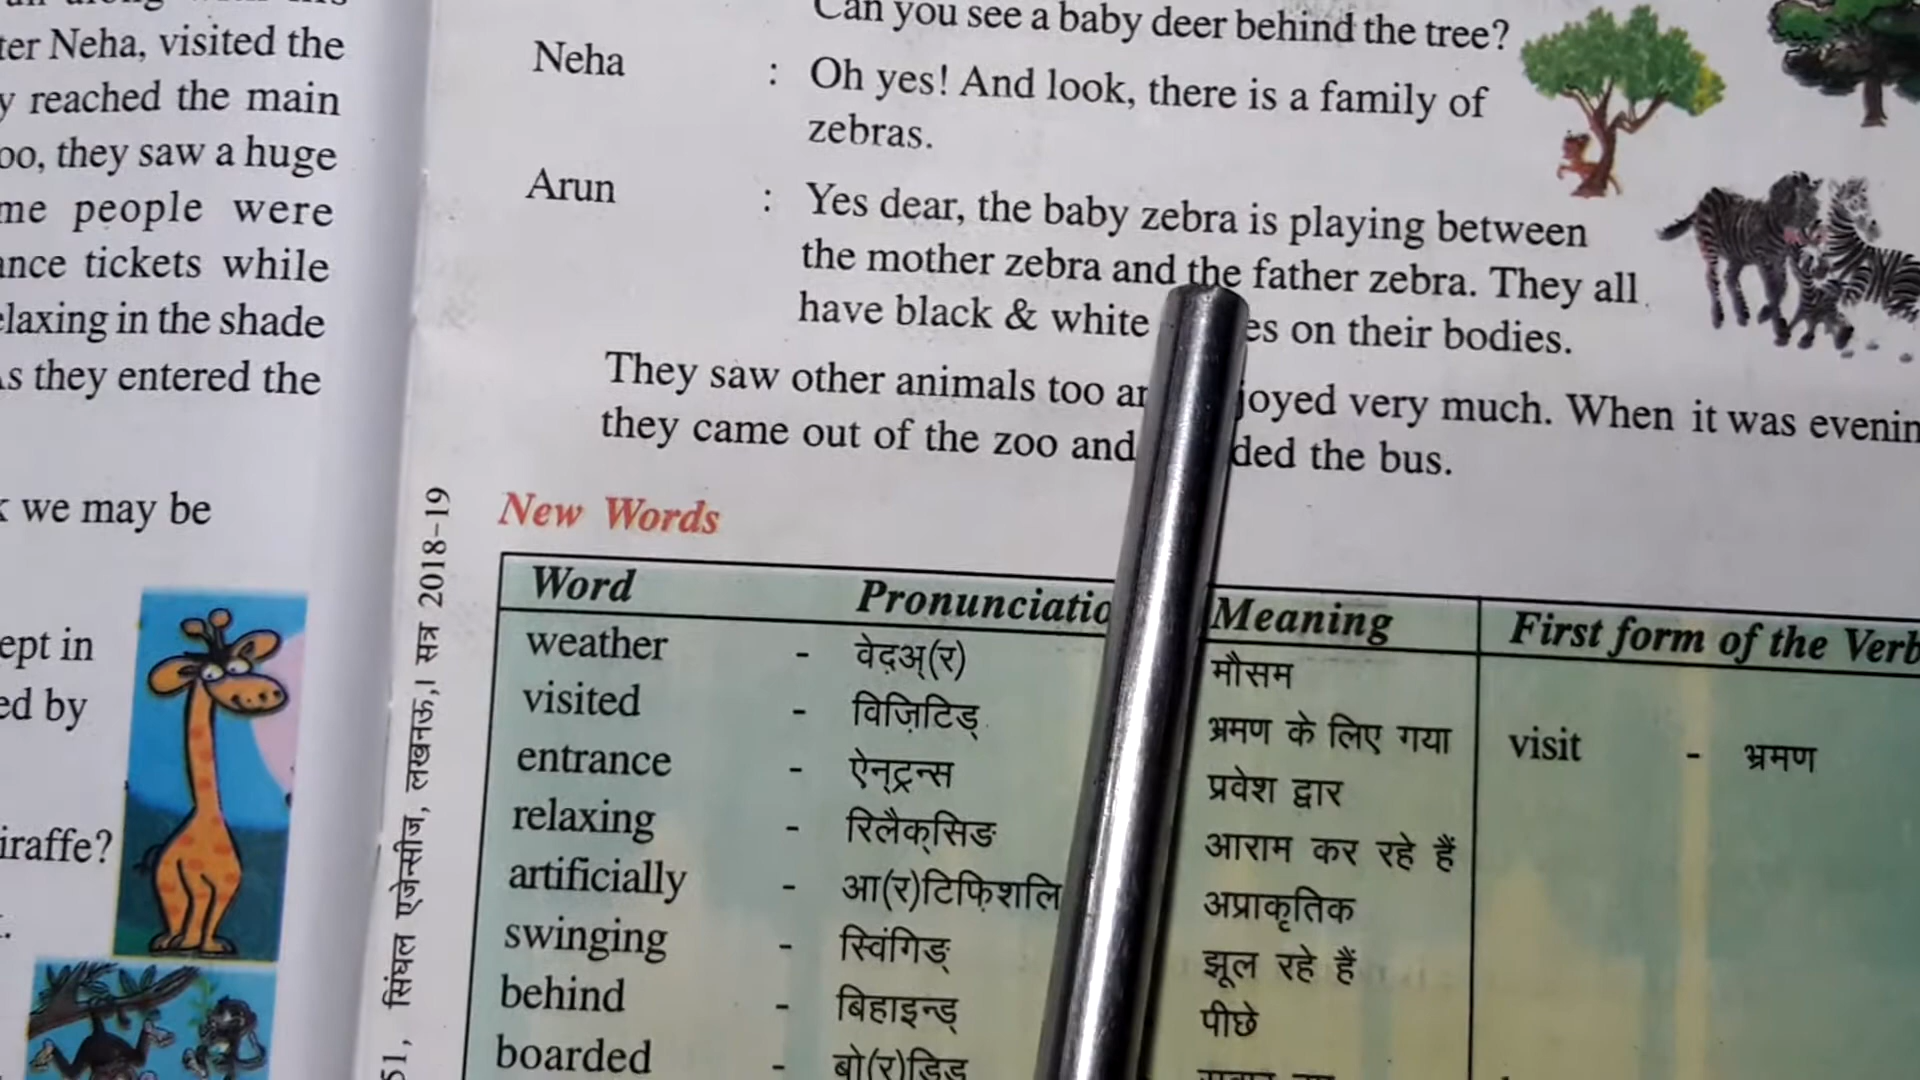 ter Neha, visited the
reached the main
they saw a huge
people were
tickets while
in the shade
they entered the
we may be
ept in
ed by
iraffe?
Can you see a baby deer behind the tree?
Neha : Oh yes! And look, there is a family of
zebras.
Arun : Yes dear, the baby zebra is playing between
the mother zebra and the father zebra. They all
have black & white es on their bodies.
They saw other animals too joyed very much. When it was evenin
they came out of the zoo and ded the bus.
51, सिंघल एजेन्सीज, लखनऊ,। सत्र 2018-19
New Words
Word Pronunciatio Meaning First form of the Verb
weather - वेद़अ्(र) मौसम
visited - विज़िटिड् भ्रमण के लिए गया visit - भ्रमण
entrance - ऐन्ट्रन्स प्रवेश द्वार
relaxing - रिलैक्सिङ आराम कर रहे हैं
artificially - आ(र)टिफ़िशलि अप्राकृतिक
swinging - स्विंगिङ् झूल रहे हैं
behind - बिहाइन्ड् पीछे
boarded - बो(र)डिड